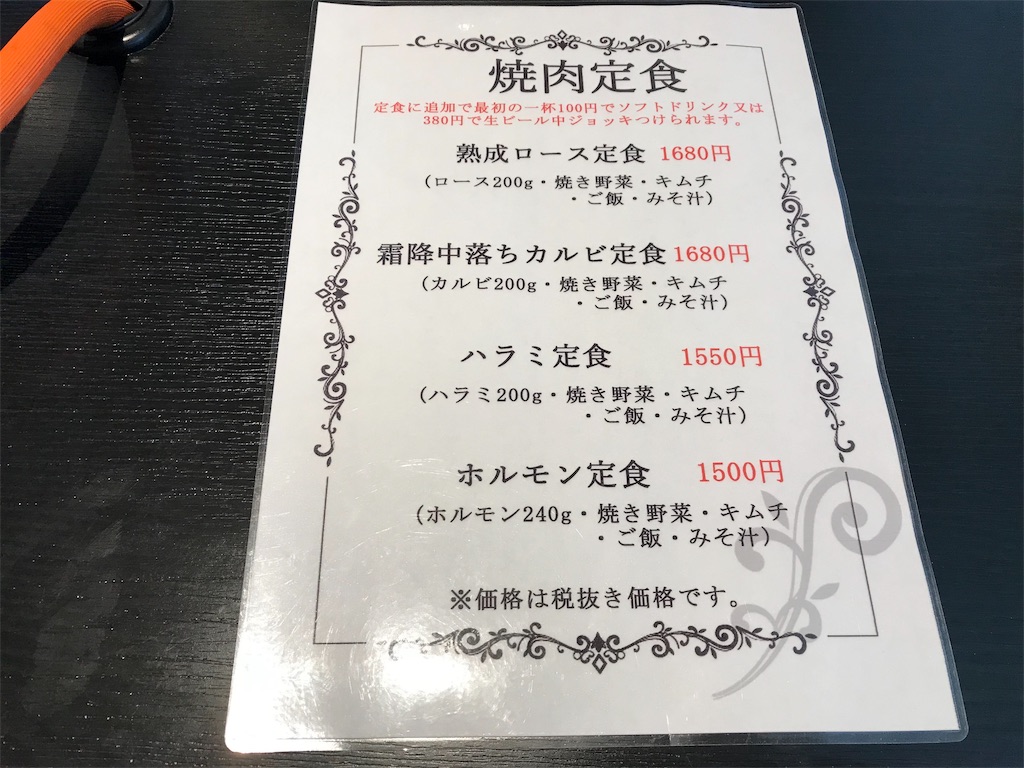 焼肉定食
定食に追加で最初の一杯100円でソフトドリンク又は
380円で生ビール中ジョッキつけられます。
熟成ロース定食 1680円
(ロース200g・焼き野菜・キムチ
・ご飯・みそ汁)
霜降中落ちカルビ定食 1680円
(カルビ200g・焼き野菜・キムチ
・ご飯・みそ汁)
ハラミ定食 1550円
(ハラミ200g・焼き野菜・キムチ
・ご飯・みそ汁)
ホルモン定食 1500円
(ホルモン240g・焼き野菜・キムチ
・ご飯・みそ汁)
※価格は税抜き価格です。